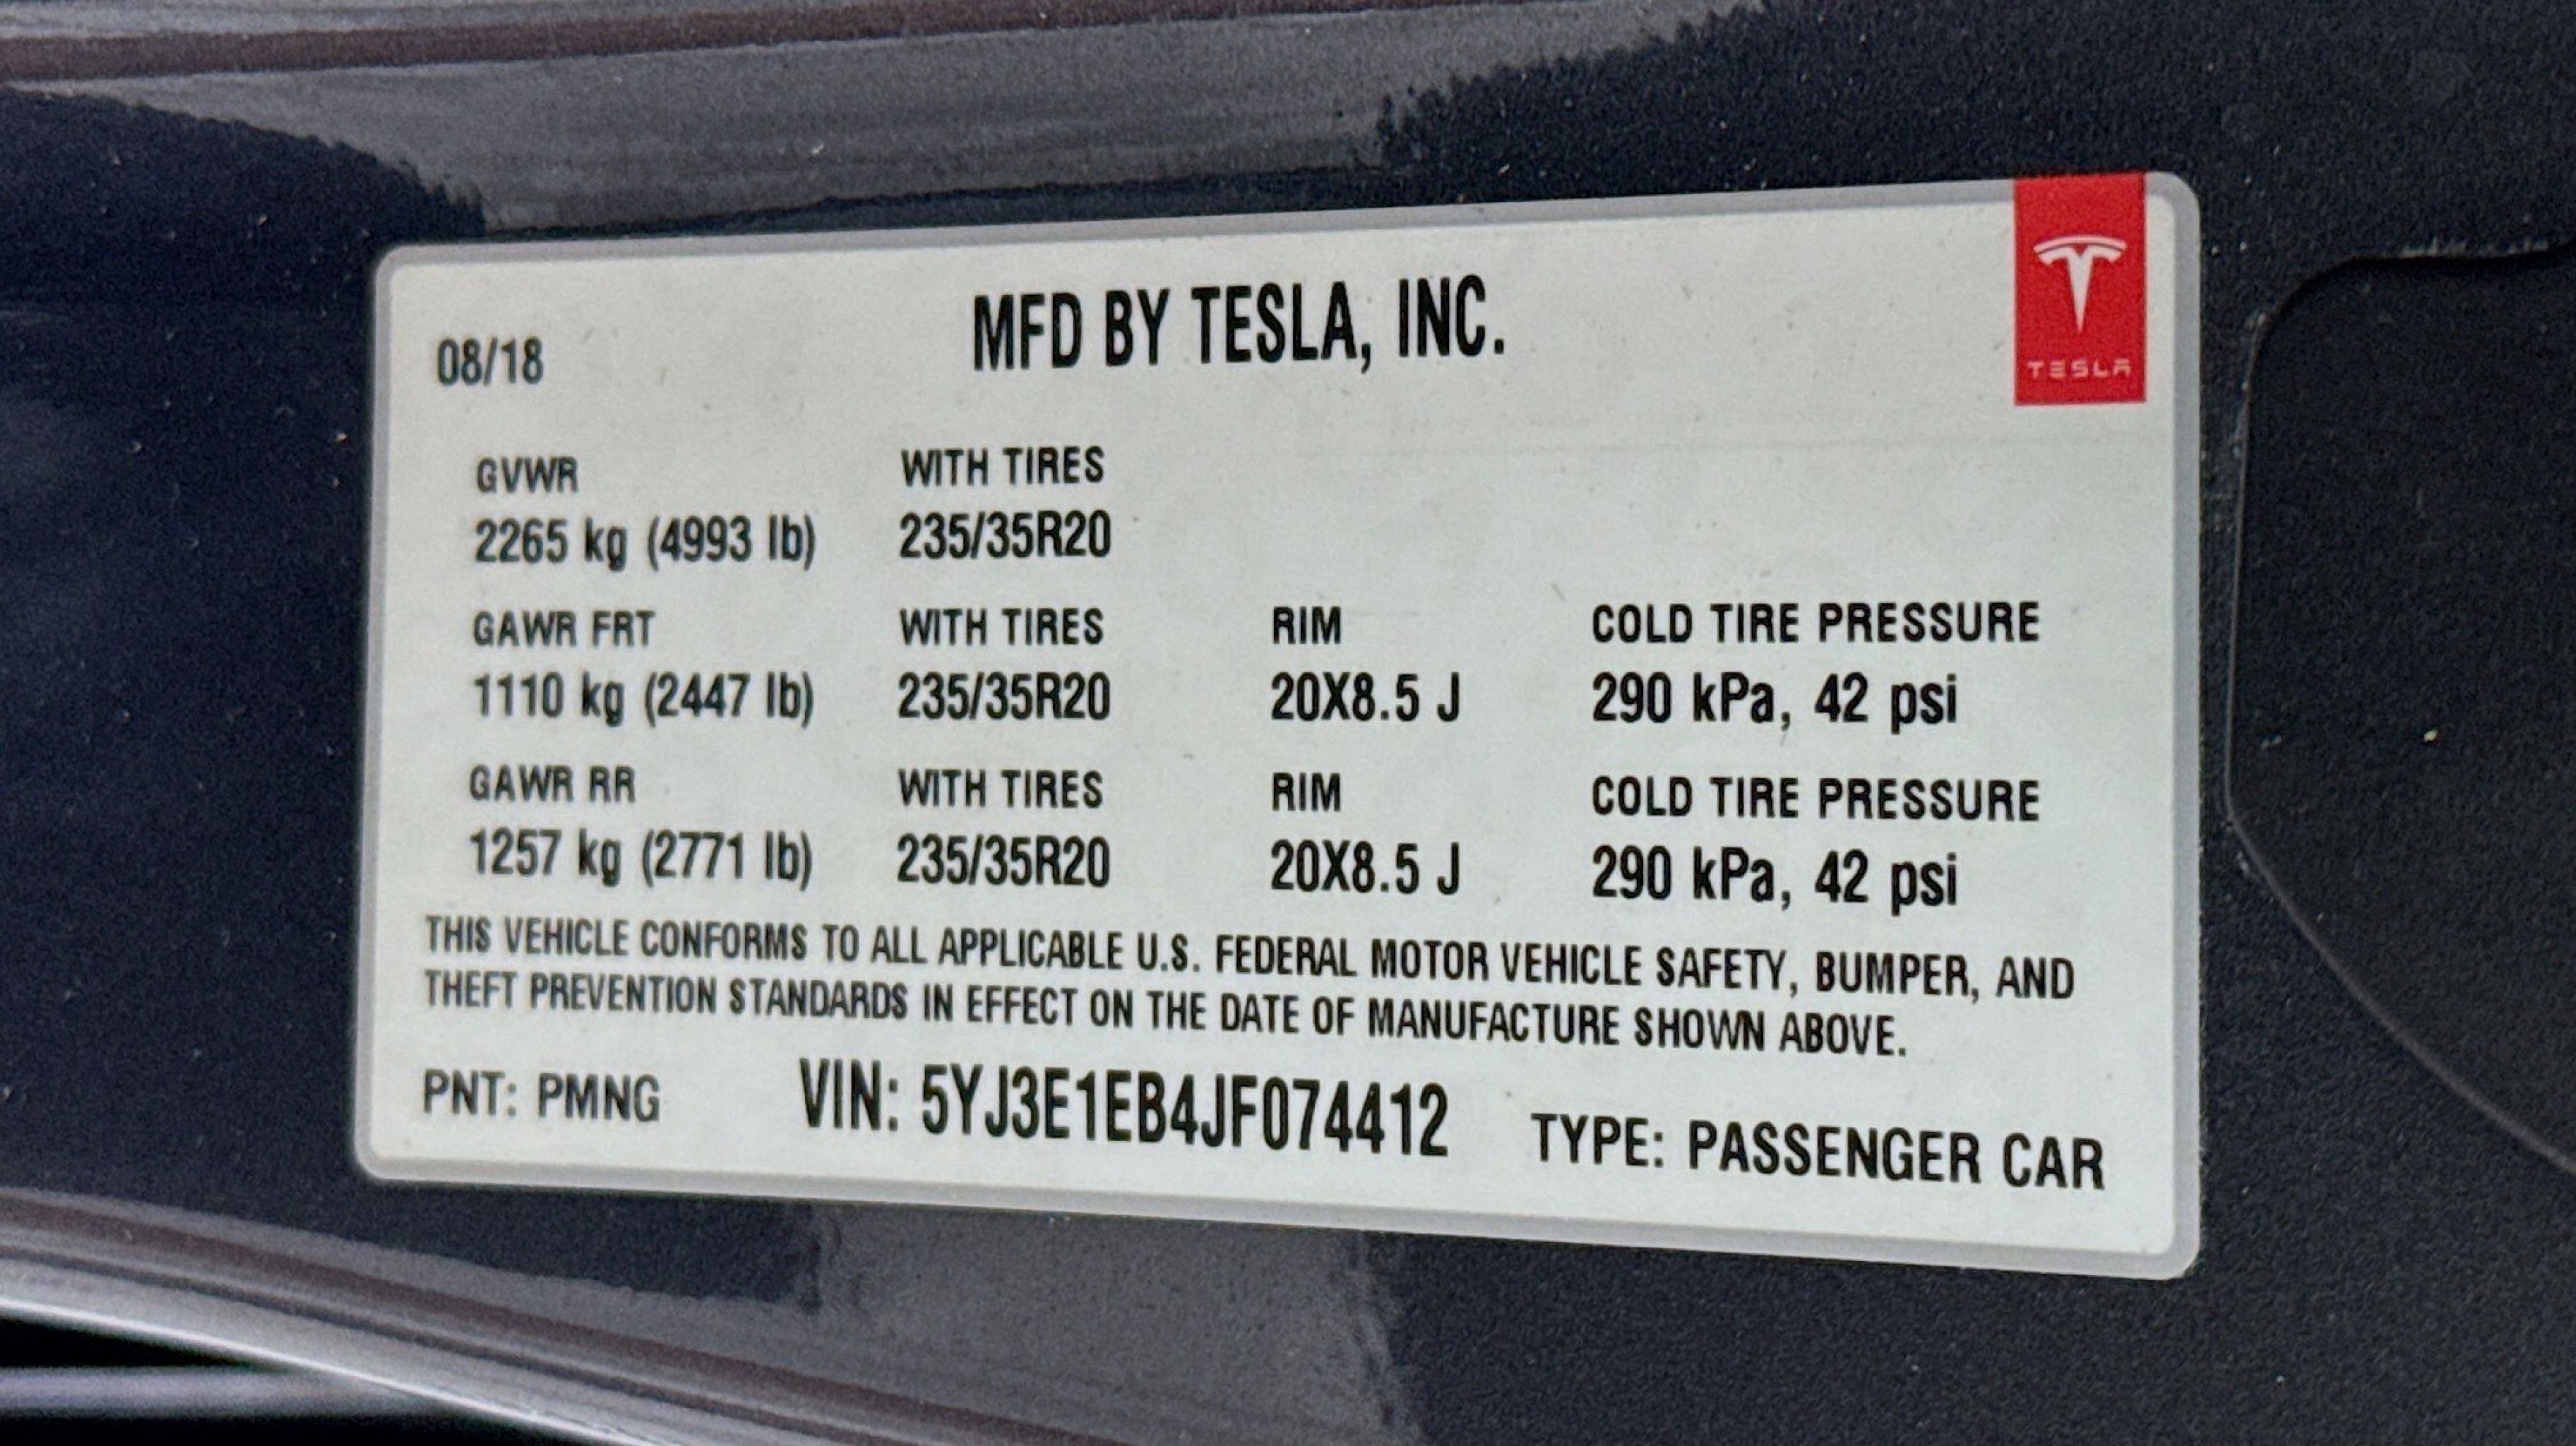 MFD BY TESLA, INC.
TESLA
08/18
GVWR WITH TIRES
2265 kg (4993 lb) 235/35R20
GAWR FRT WITH TIRES RIM COLD TIRE PRESSURE
1110 kg (2447 lb) 235/35R20 20X8.5 J 290 kPa, 42 psi
GAWR RR WITH TIRES RIM COLD TIRE PRESSURE
1257 kg (2771 lb) 235/35R20 20X8.5 J 290 kPa, 42 psi
THIS VEHICLE CONFORMS TO ALL APPLICABLE U.S. FEDERAL MOTOR VEHICLE SAFETY, BUMPER, AND
THEFT PREVENTION STANDARDS IN EFFECT ON THE DATE OF MANUFACTURE SHOWN ABOVE.
PNT: PMNG VIN: 5YJ3E1EB4JF074412 TYPE: PASSENGER CAR